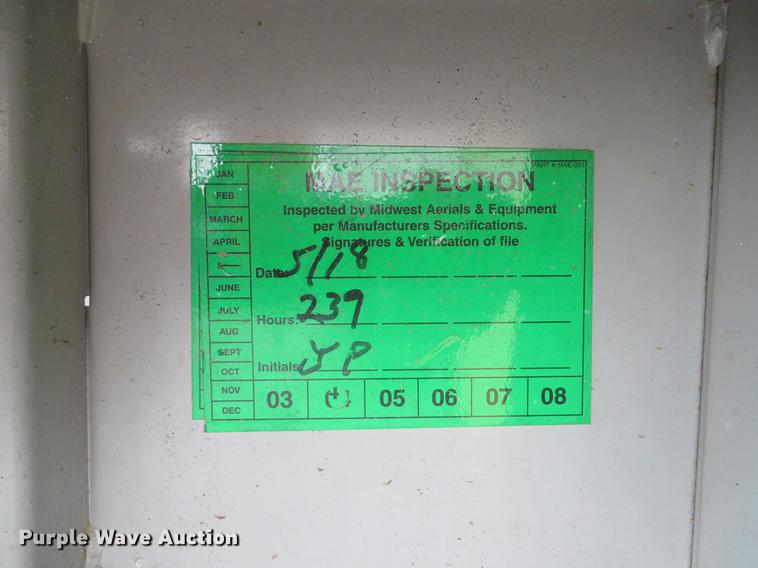 PART # MAE-001
MAE INSPECTION
Inspected by Midwest Aerials & Equipment
per Manufacturers Specifications.
Signatures & Verification of file
Date: 5/18
Hours: 239
Initials JP
JAN
FEB
MARCH
APRIL
JUNE
JULY
AUG
SEPT
OCT
NOV
DEC
03 05 06 07 08
Purple Wave Auction